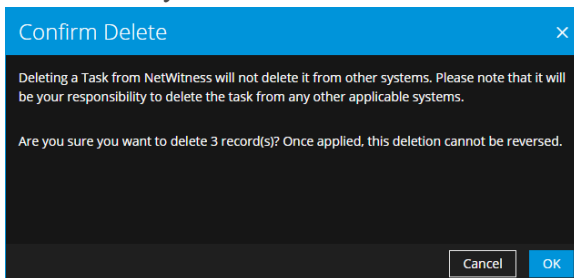 Confirm Delete
Deleting a Task from NetWitness will not delete it from other systems. Please note that it will
be your responsibility to delete the task from any other applicable systems.
Are you sure you want to delete 3 record(s)? Once applied, this deletion cannot be reversed.
Cancel OK